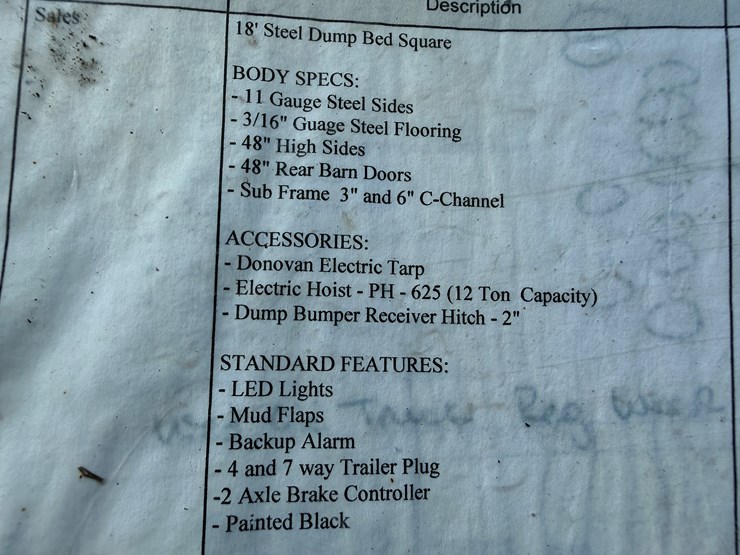 Sales
Description
18' Steel Dump Bed Square
BODY SPECS:
- 11 Gauge Steel Sides
- 3/16" Guage Steel Flooring
- 48" High Sides
- 48" Rear Barn Doors
- Sub Frame 3" and 6" C-Channel
ACCESSORIES:
- Donovan Electric Tarp
- Electric Hoist - PH - 625 (12 Ton Capacity)
- Dump Bumper Receiver Hitch - 2"
STANDARD FEATURES:
- LED Lights
- Mud Flaps
- Backup Alarm
- 4 and 7 way Trailer Plug
-2 Axle Brake Controller
- Painted Black